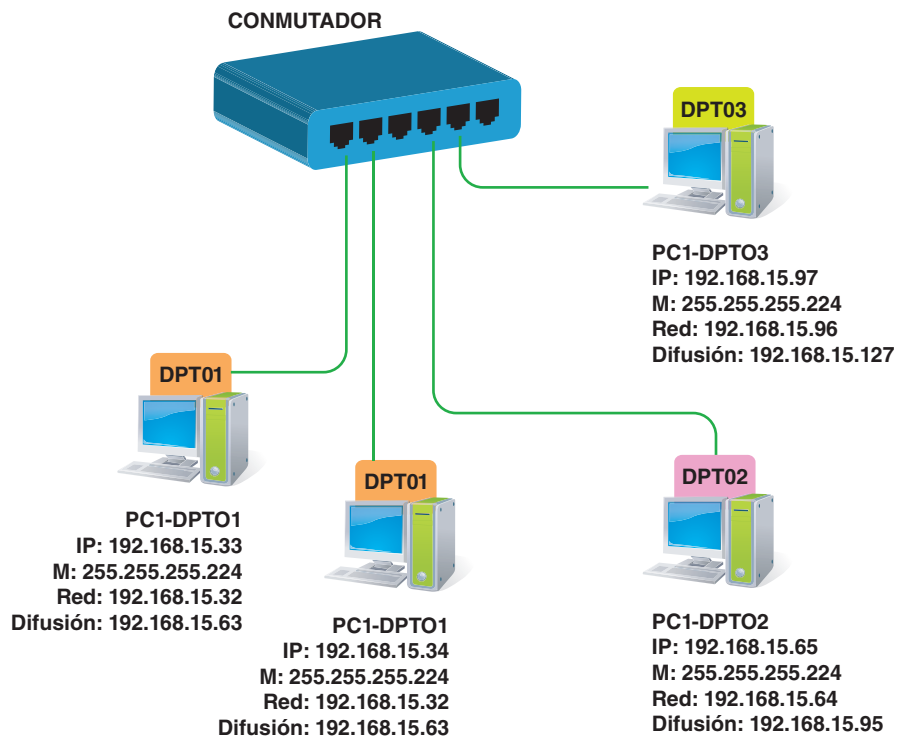 CONMUTADOR
DPT03
PC1-DPTO3
IP: 192.168.15.97
M: 255.255.255.224
Red: 192.168.15.96
Difusión: 192.168.15.127
DPT01
PC1-DPTO1
IP: 192.168.15.33
M: 255.255.255.224
Red: 192.168.15.32
Difusión: 192.168.15.63
DPT01
PC1-DPTO1
IP: 192.168.15.34
M: 255.255.255.224
Red: 192.168.15.32
Difusión: 192.168.15.63
DPT02
PC1-DPTO2
IP: 192.168.15.65
M: 255.255.255.224
Red: 192.168.15.64
Difusión: 192.168.15.95